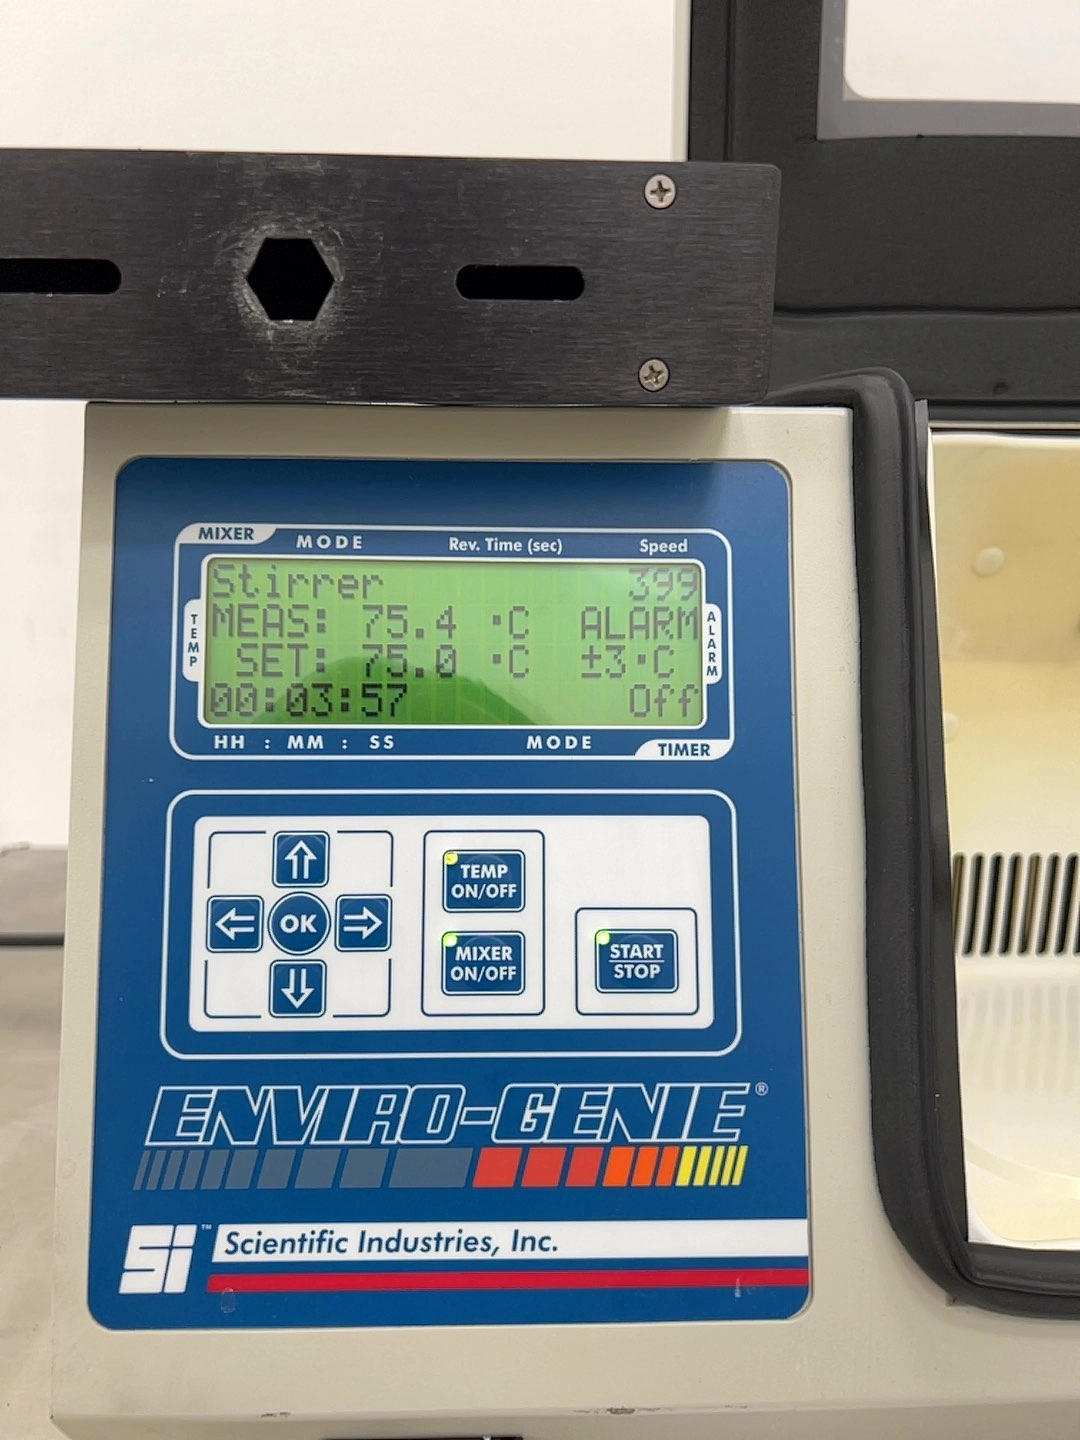 MIXER MODE Rev. Time (sec) Speed
Stirrer 399
TEMP
MEAS: 75.4 °C ALARM
SET: 75.0 °C ±3°C
ALARM
00:03:57 Off
HH : MM : SS MODE TIMER
TEMP
ON/OFF
OK
MIXER
ON/OFF
START
STOP
ENVIRO-GENIE®
Si™ Scientific Industries, Inc.